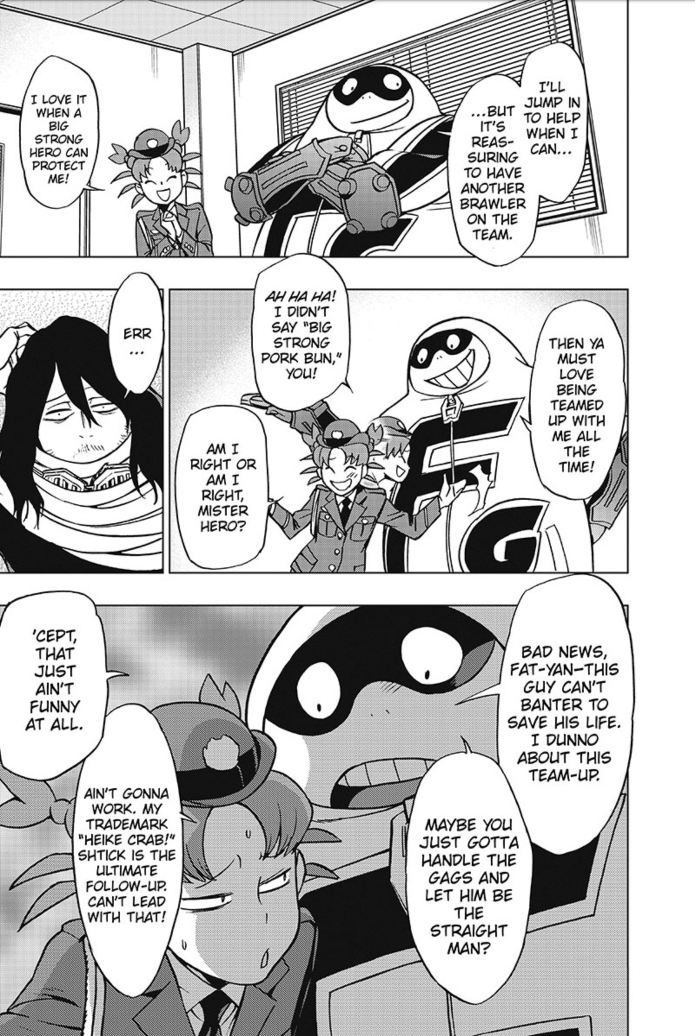 I'LL
JUMP IN
TO HELP
WHEN I
CAN...
...BUT
IT'S
REAS-
SURING
TO HAVE
ANOTHER
BRAWLER
ON THE
TEAM.
I LOVE IT
WHEN A
BIG
STRONG
HERO CAN
PROTECT
ME!
THEN YA
MUST
LOVE
BEING
TEAMED
UP WITH
ME ALL
THE
TIME!
AH HA HA!
I DIDN'T
SAY "BIG
STRONG
PORK BUN,"
YOU!
AM I
RIGHT OR
AM I
RIGHT,
MISTER
HERO?
F
G
ERR
...
BAD NEWS,
FAT-YAN—THIS
GUY CAN'T
BANTER TO
SAVE HIS LIFE.
I DUNNO
ABOUT THIS
TEAM-UP.
MAYBE YOU
JUST GOTTA
HANDLE THE
GAGS AND
LET HIM BE
THE
STRAIGHT
MAN?
'CEPT,
THAT
JUST
AIN'T
FUNNY
AT ALL.
AIN'T GONNA
WORK. MY
TRADEMARK
"HEIKE CRAB!"
SHTICK IS THE
ULTIMATE
FOLLOW-UP.
CAN'T LEAD
WITH THAT!